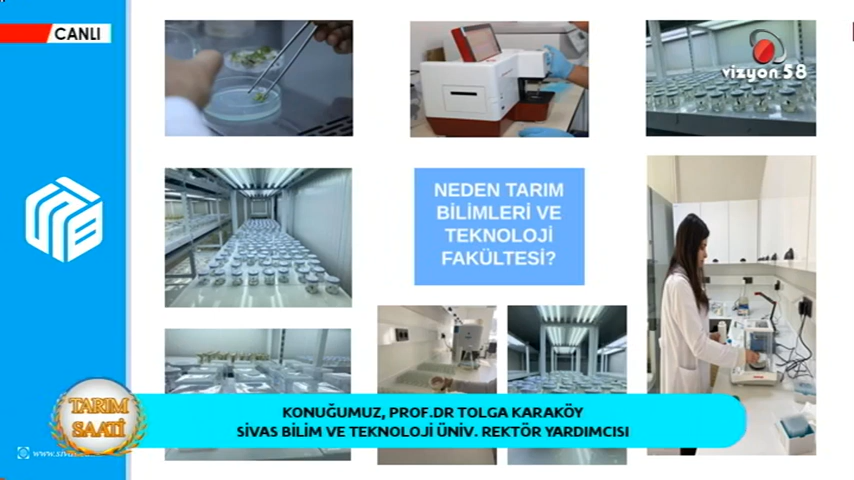 CANLI
vizyon 58
NEDEN TARIM
BİLİMLERİ VE
TEKNOLOJİ
FAKÜLTESİ?
TARIM
SAATİ
KONUĞUMUZ, PROF.DR TOLGA KARAKÖY
SİVAS BİLİM VE TEKNOLOJİ ÜNİV. REKTÖR YARDIMCISI